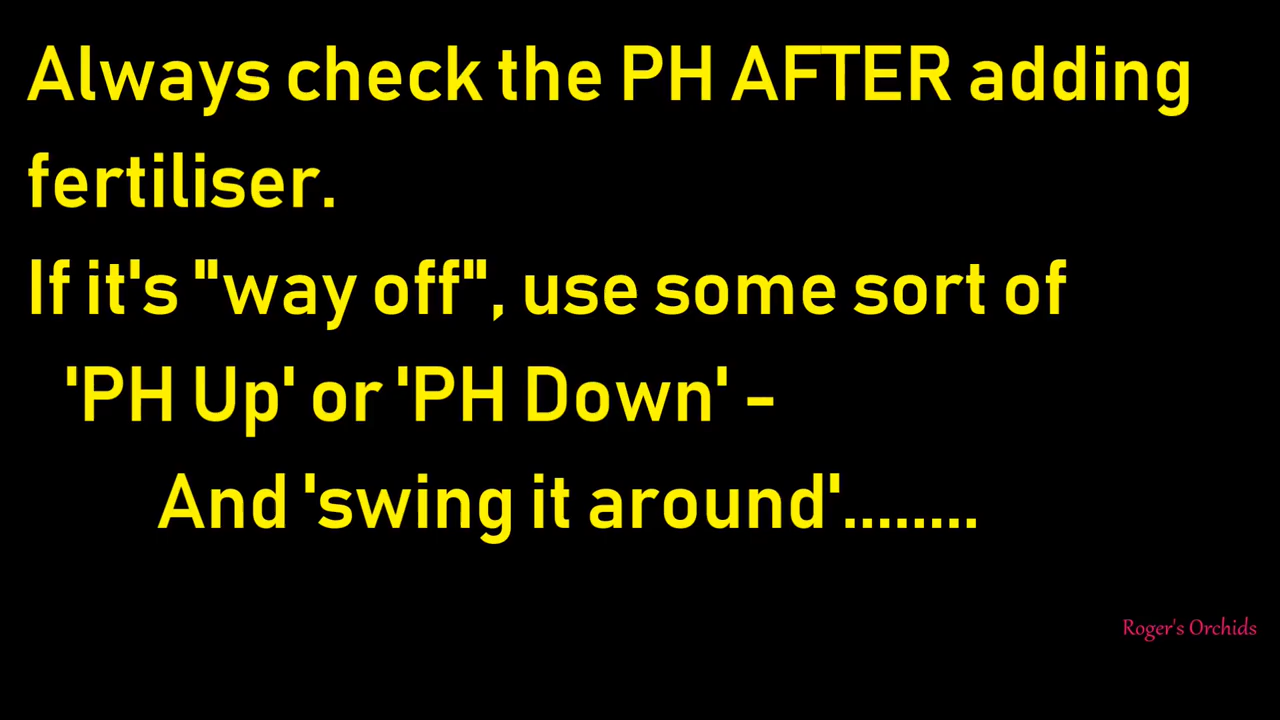 Always check the PH AFTER adding
fertiliser.
If it's "way off", use some sort of
'PH Up' or 'PH Down' -
And 'swing it around'........
Roger's Orchids